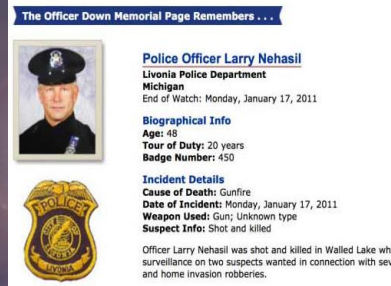 The Officer Down Memorial Page Remembers . . .
Police Officer Larry Nehasil
Livonia Police Department
Michigan
End of Watch: Monday, January 17, 2011
Biographical Info
Age: 48
Tour of Duty: 20 years
Badge Number: 450
Incident Details
Cause of Death: Gunfire
Date of Incident: Monday, January 17, 2011
Weapon Used: Gun; Unknown type
Suspect Info: Shot and killed
Officer Larry Nehasil was shot and killed in Walled Lake wh
surveillance on two suspects wanted in connection with sev
and home invasion robberies.
POLICE
LIVONIA